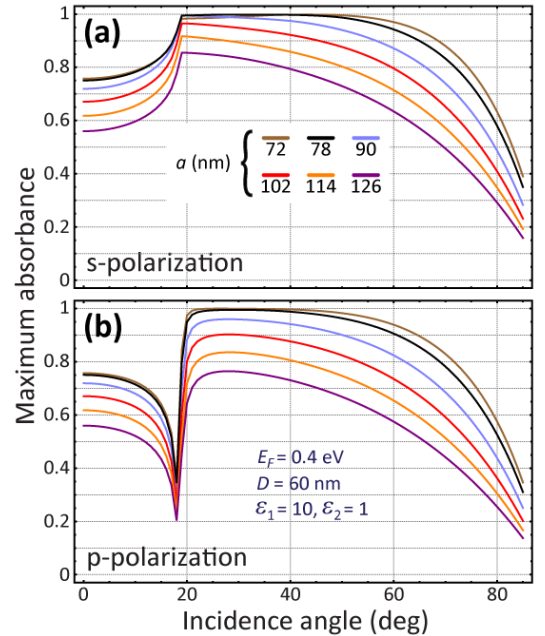 Maximum absorbance
(a)
1
0.8
0.6
0.4
0.2
0
a (nm)
72 78 90
102 114 126
s-polarization
(b)
1
0.8
0.6
0.4
0.2
0
E_F = 0.4 eV
D = 60 nm
ℰ₁ = 10, ℰ₂ = 1
p-polarization
0 20 40 60 80
Incidence angle (deg)